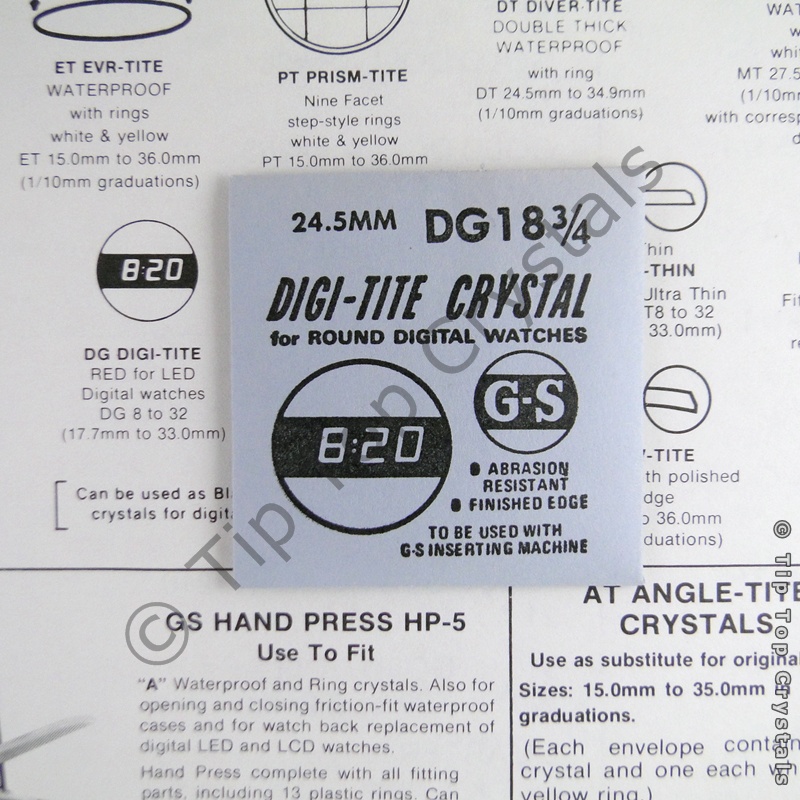 ET EVR-TITE
WATERPROOF
with rings
white & yellow
ET 15.0mm to 36.0mm
(1/10mm graduations)
PT PRISM-TITE
Nine Facet
step-style rings
white & yellow
PT 15.0mm to 36.0mm
DT DIVER-TITE
DOUBLE THICK
WATERPROOF
with ring
DT 24.5mm to 34.9mm
(1/10mm graduations)
MT 27.5
(1/10mm
with
8:20
DG DIGI-TITE
RED for LED
Digital watches
DG 8 to 32
(17.7mm to 33.0mm)
Can be used as
crystals for
24.5MM DG18¾
DIGI-TITE CRYSTAL
for ROUND DIGITAL WATCHES
8:20
G-S
• ABRASION
RESISTANT
• FINISHED EDGE
TO BE USED WITH
G-S INSERTING MACHINE
-THIN
Ultra Thin
T8 to 32
33.0mm)
-TITE
polished
36.0mm
GS HAND PRESS HP-5
Use To Fit
"A" Waterproof and Ring crystals. Also for
opening and closing friction-fit waterproof
cases and for watch back replacement of
digital LED and LCD watches.
Hand Press complete with all fitting
parts, including 13 plastic rings. Can
AT ANGLE-TITE
CRYSTALS
Use as substitute for
Sizes: 15.0mm to 35.0mm
graduations.
(Each envelope
crystal and one each
yellow ring.)
© Tip Top Crystals
© Tip Top Crystals